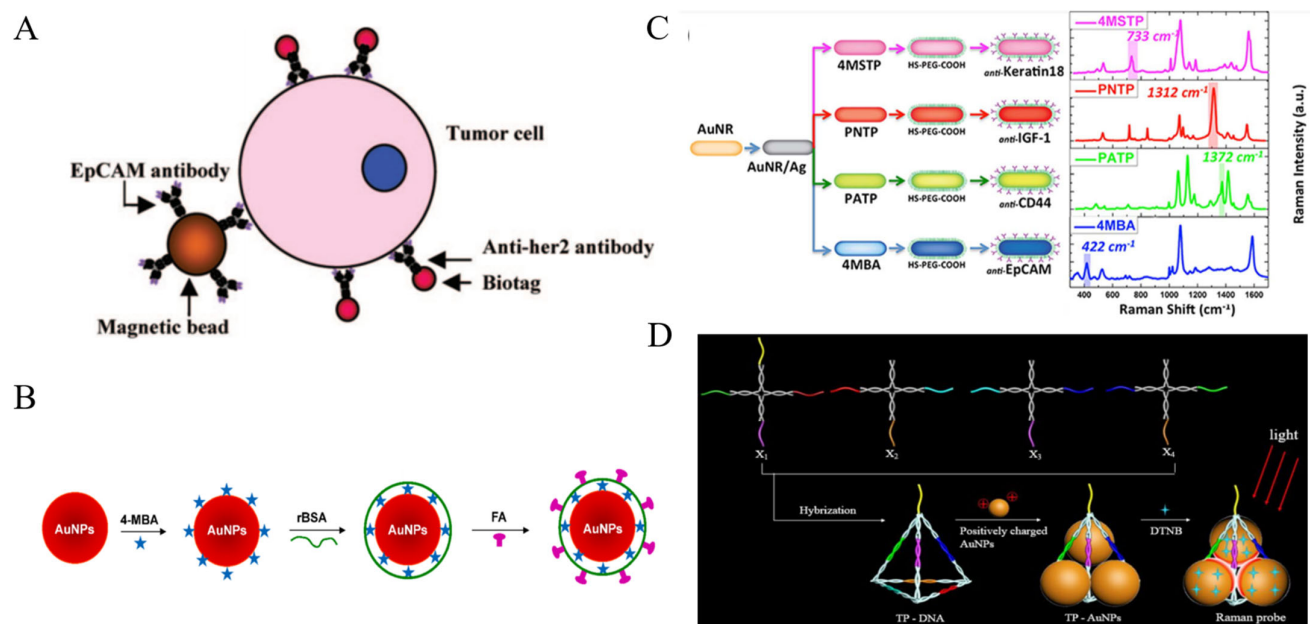 A
Tumor cell
EpCAM antibody
Anti-her2 antibody
Biotag
Magnetic bead
B
AuNPs
4-MBA
AuNPs
rBSA
AuNPs
FA
AuNPs
C
4MSTP
HS-PEG-COOH
anti-Keratin18
PNTP
HS-PEG-COOH
anti-IGF-1
AuNR
AuNR/Ag
PATP
HS-PEG-COOH
anti-CD44
4MBA
HS-PEG-COOH
anti-EpCAM
4MSTP
733 cm⁻¹
PNTP
1312 cm⁻¹
PATP
1372 cm⁻¹
4MBA
422 cm⁻¹
400 600 800 1000 1200 1400 1600
Raman Shift (cm⁻¹)
Raman Intensity (a.u.)
D
X₁ X₂ X₃ X₄
light
Hybrization
Positively charged
AuNPs
DTNB
TP - DNA
TP - AuNPs
Raman probe